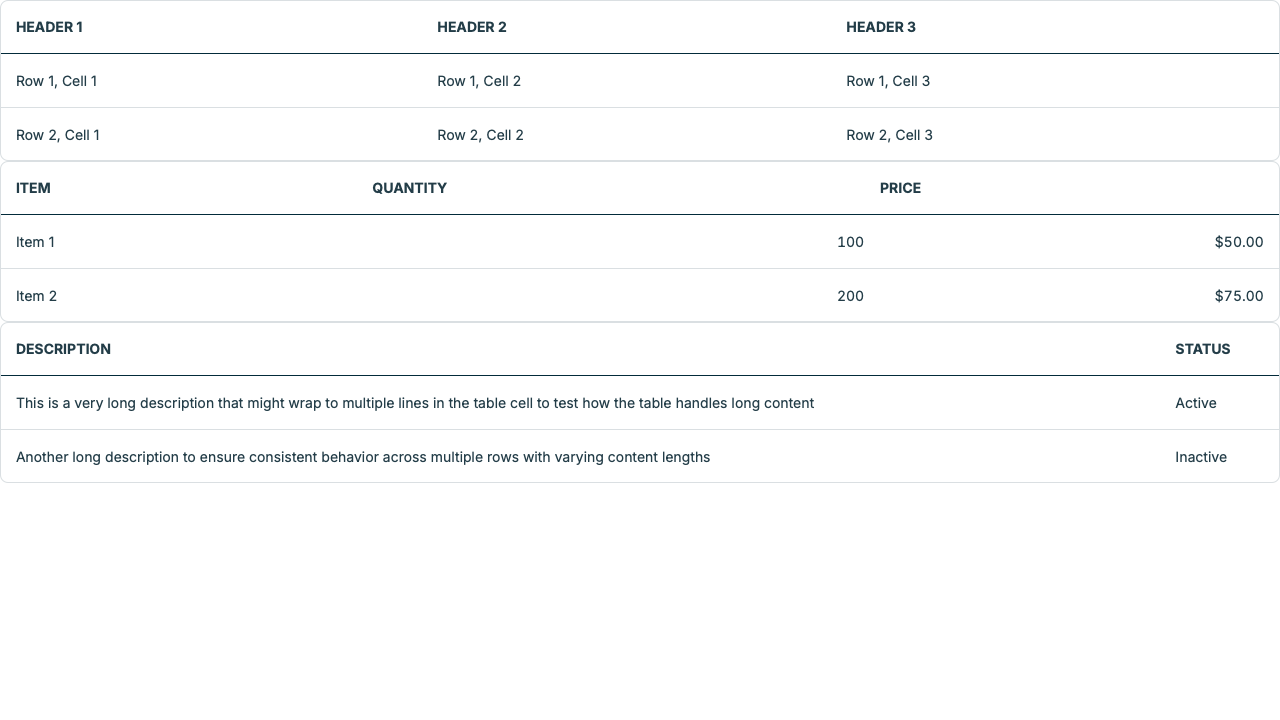 HEADER 1 HEADER 2 HEADER 3
Row 1, Cell 1 Row 1, Cell 2 Row 1, Cell 3
Row 2, Cell 1 Row 2, Cell 2 Row 2, Cell 3
ITEM QUANTITY PRICE
Item 1 100 $50.00
Item 2 200 $75.00
DESCRIPTION STATUS
This is a very long description that might wrap to multiple lines in the table cell to test how the table handles long content Active
Another long description to ensure consistent behavior across multiple rows with varying content lengths Inactive